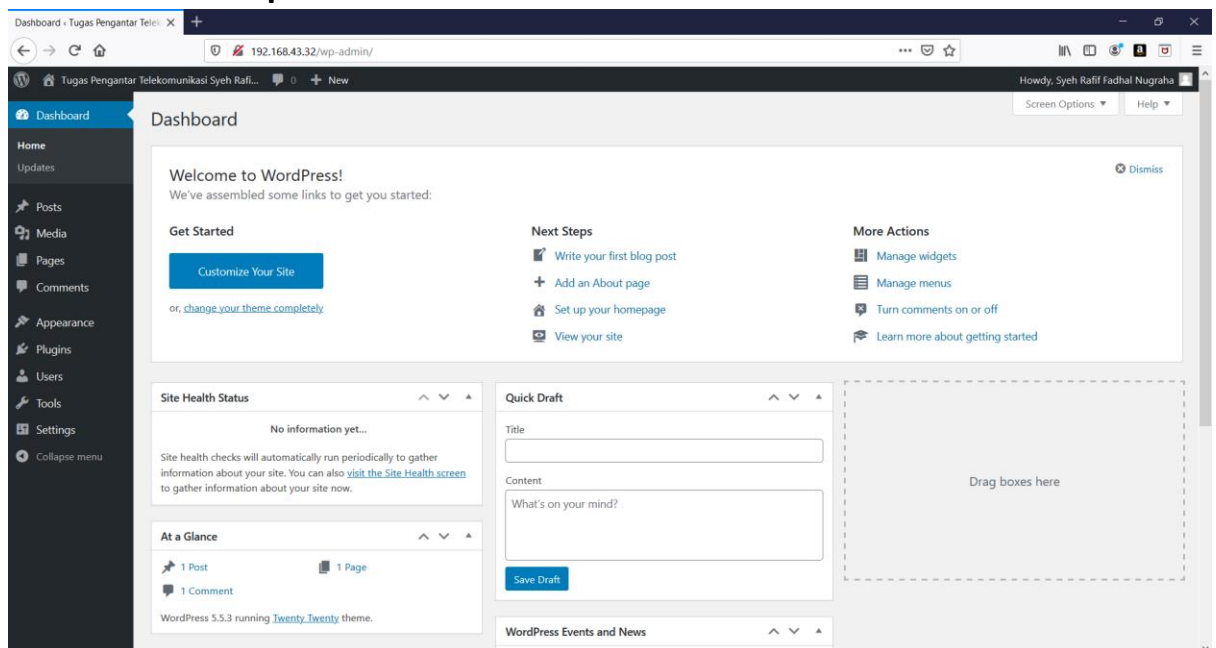 Dashboard ‹ Tugas Pengantar Telek
192.168.43.32/wp-admin/
Tugas Pengantar Telekomunikasi Syeh Rafi... 0 + New
Howdy, Syeh Rafif Fadhal Nugraha
Screen Options ▼ Help ▼
Dashboard
Home
Updates
Posts
Media
Pages
Comments
Appearance
Plugins
Users
Tools
Settings
Collapse menu
Dashboard
Welcome to WordPress!
We've assembled some links to get you started:
Dismiss
Get Started
Customize Your Site
or, change your theme completely
Next Steps
Write your first blog post
Add an About page
Set up your homepage
View your site
More Actions
Manage widgets
Manage menus
Turn comments on or off
Learn more about getting started
Site Health Status
No information yet...
Site health checks will automatically run periodically to gather
information about your site. You can also visit the Site Health screen
to gather information about your site now.
At a Glance
1 Post 1 Page
1 Comment
WordPress 5.5.3 running Twenty Twenty theme.
Quick Draft
Title
Content
What's on your mind?
Save Draft
WordPress Events and News
Drag boxes here